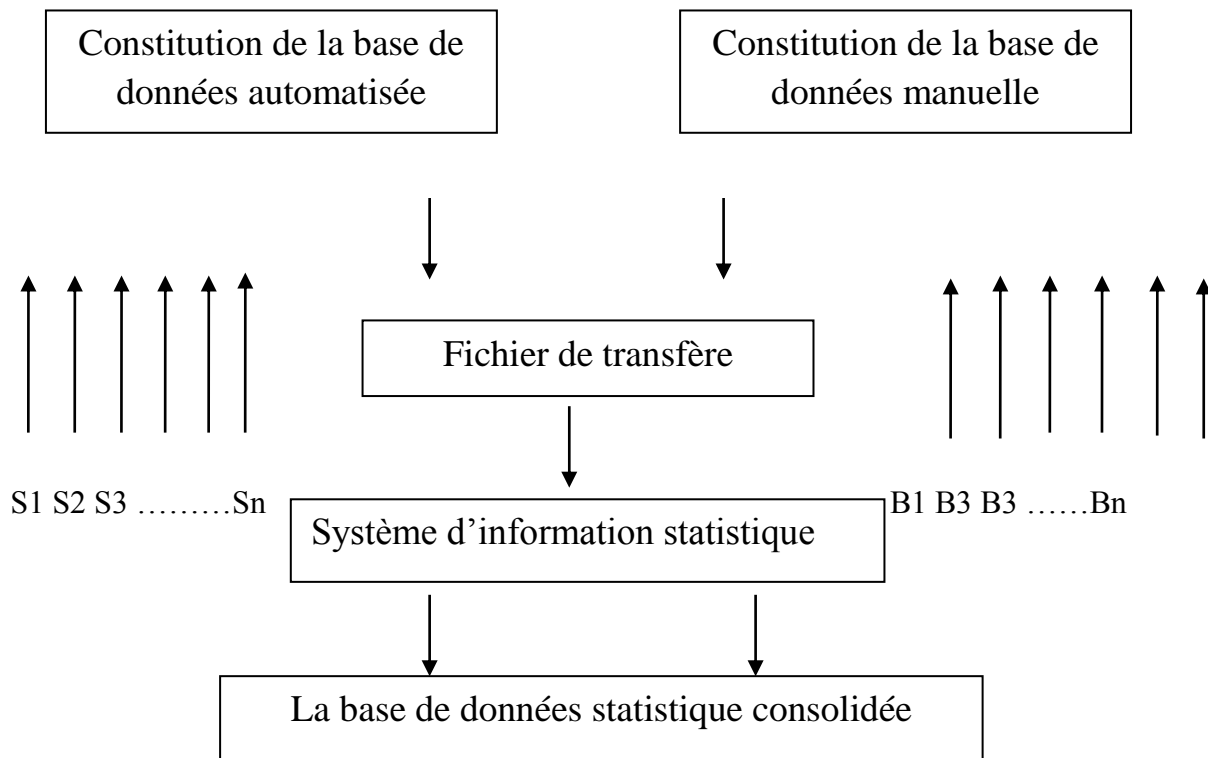 Constitution de la base de
données automatisée
Constitution de la base de
données manuelle
Fichier de transfère
S1 S2 S3 ………Sn
Système d’information statistique
B1 B3 B3 ……Bn
La base de données statistique consolidée